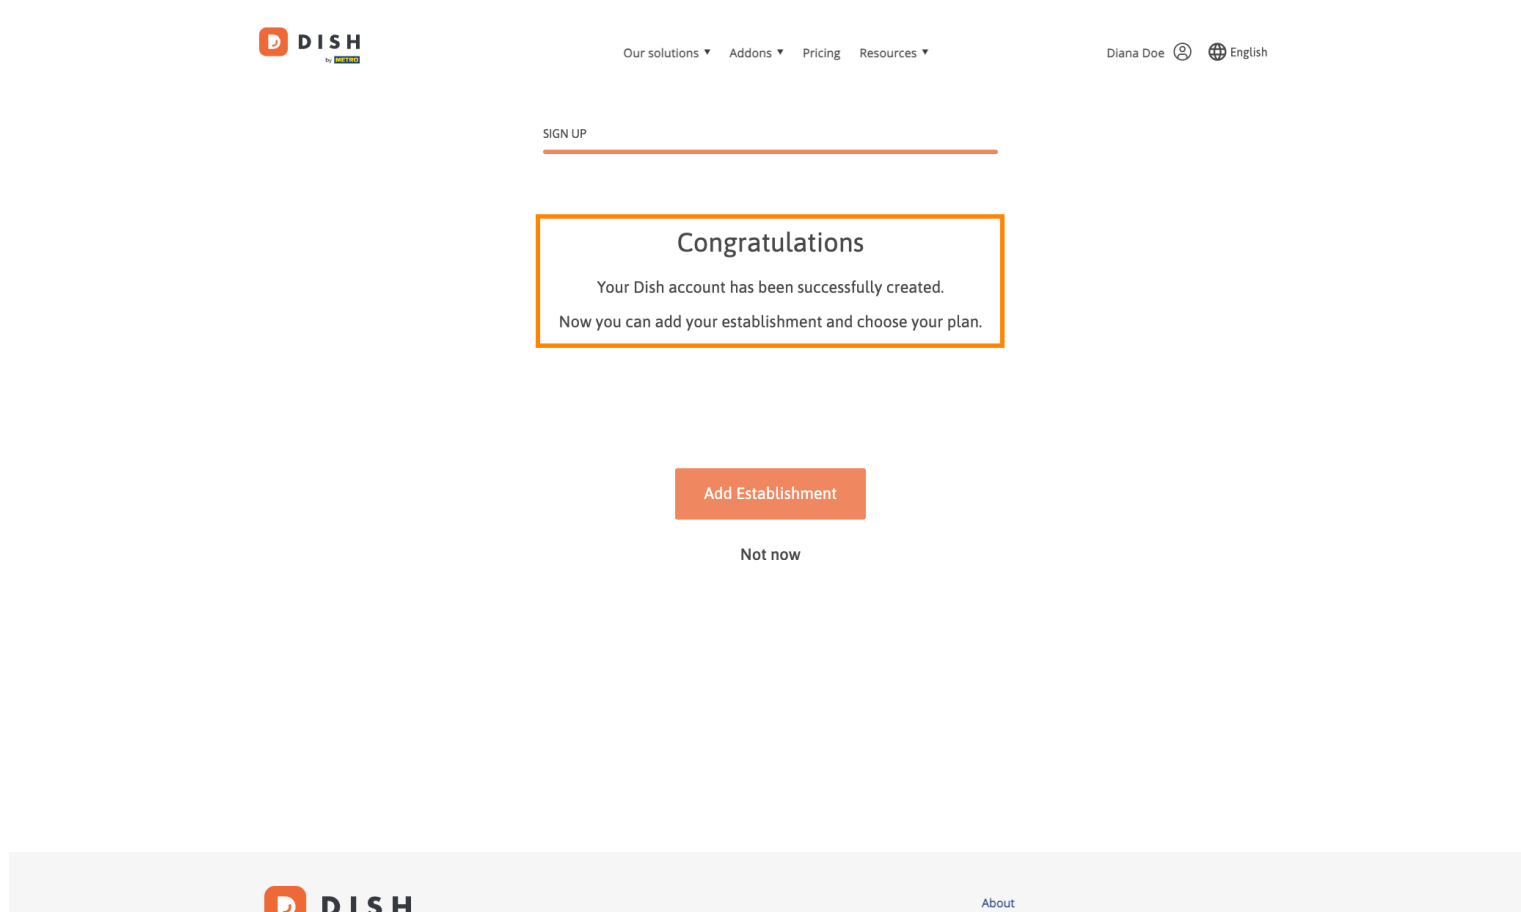 DISH
by METRO
Our solutions ▼ Addons ▼ Pricing Resources ▼
Diana Doe English
SIGN UP
Congratulations
Your Dish account has been successfully created.
Now you can add your establishment and choose your plan.
Add Establishment
Not now
DISH
About